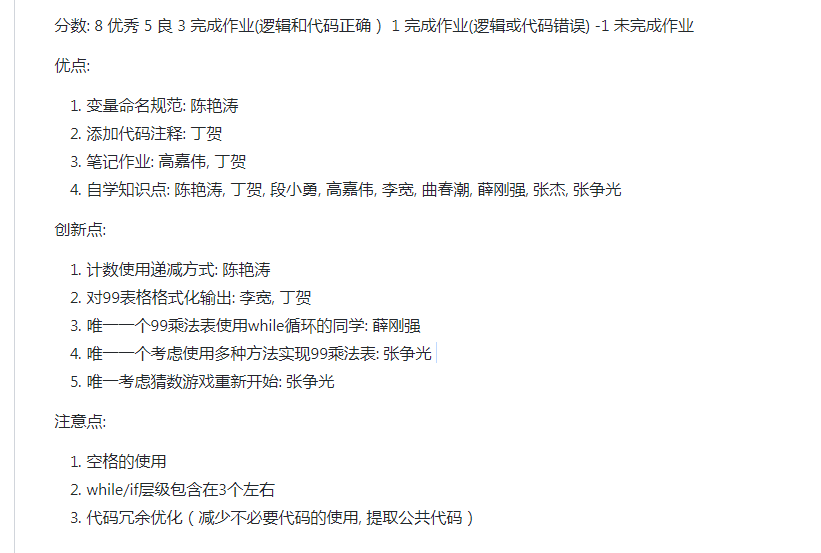 分数: 8 优秀 5 良 3 完成作业(逻辑和代码正确） 1 完成作业(逻辑或代码错误) -1 未完成作业
优点:
1. 变量命名规范: 陈艳涛
2. 添加代码注释: 丁贺
3. 笔记作业: 高嘉伟, 丁贺
4. 自学知识点: 陈艳涛, 丁贺, 段小勇, 高嘉伟, 李宽, 曲春潮, 薛刚强, 张杰, 张争光
创新点:
1. 计数使用递减方式: 陈艳涛
2. 对99表格格式化输出: 李宽, 丁贺
3. 唯一一个99乘法表使用while循环的同学: 薛刚强
4. 唯一一个考虑使用多种方法实现99乘法表: 张争光
5. 唯一考虑猜数游戏重新开始: 张争光
注意点:
1. 空格的使用
2. while/if层级包含在3个左右
3. 代码冗余优化（减少不必要代码的使用, 提取公共代码）